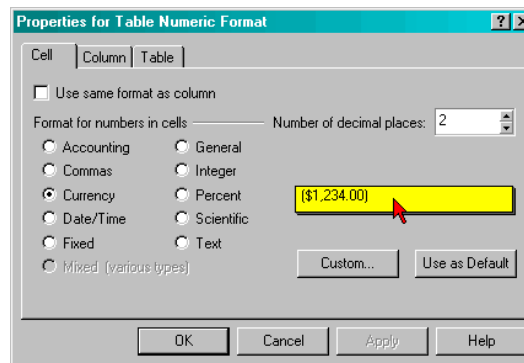 Properties for Table Numeric Format
Cell Column Table
Use same format as column
Format for numbers in cells Number of decimal places: 2
Accounting General
Commas Integer
Currency Percent ($1,234.00)
Date/Time Scientific
Fixed Text
Mixed (various types) Custom... Use as Default
OK Cancel Apply Help